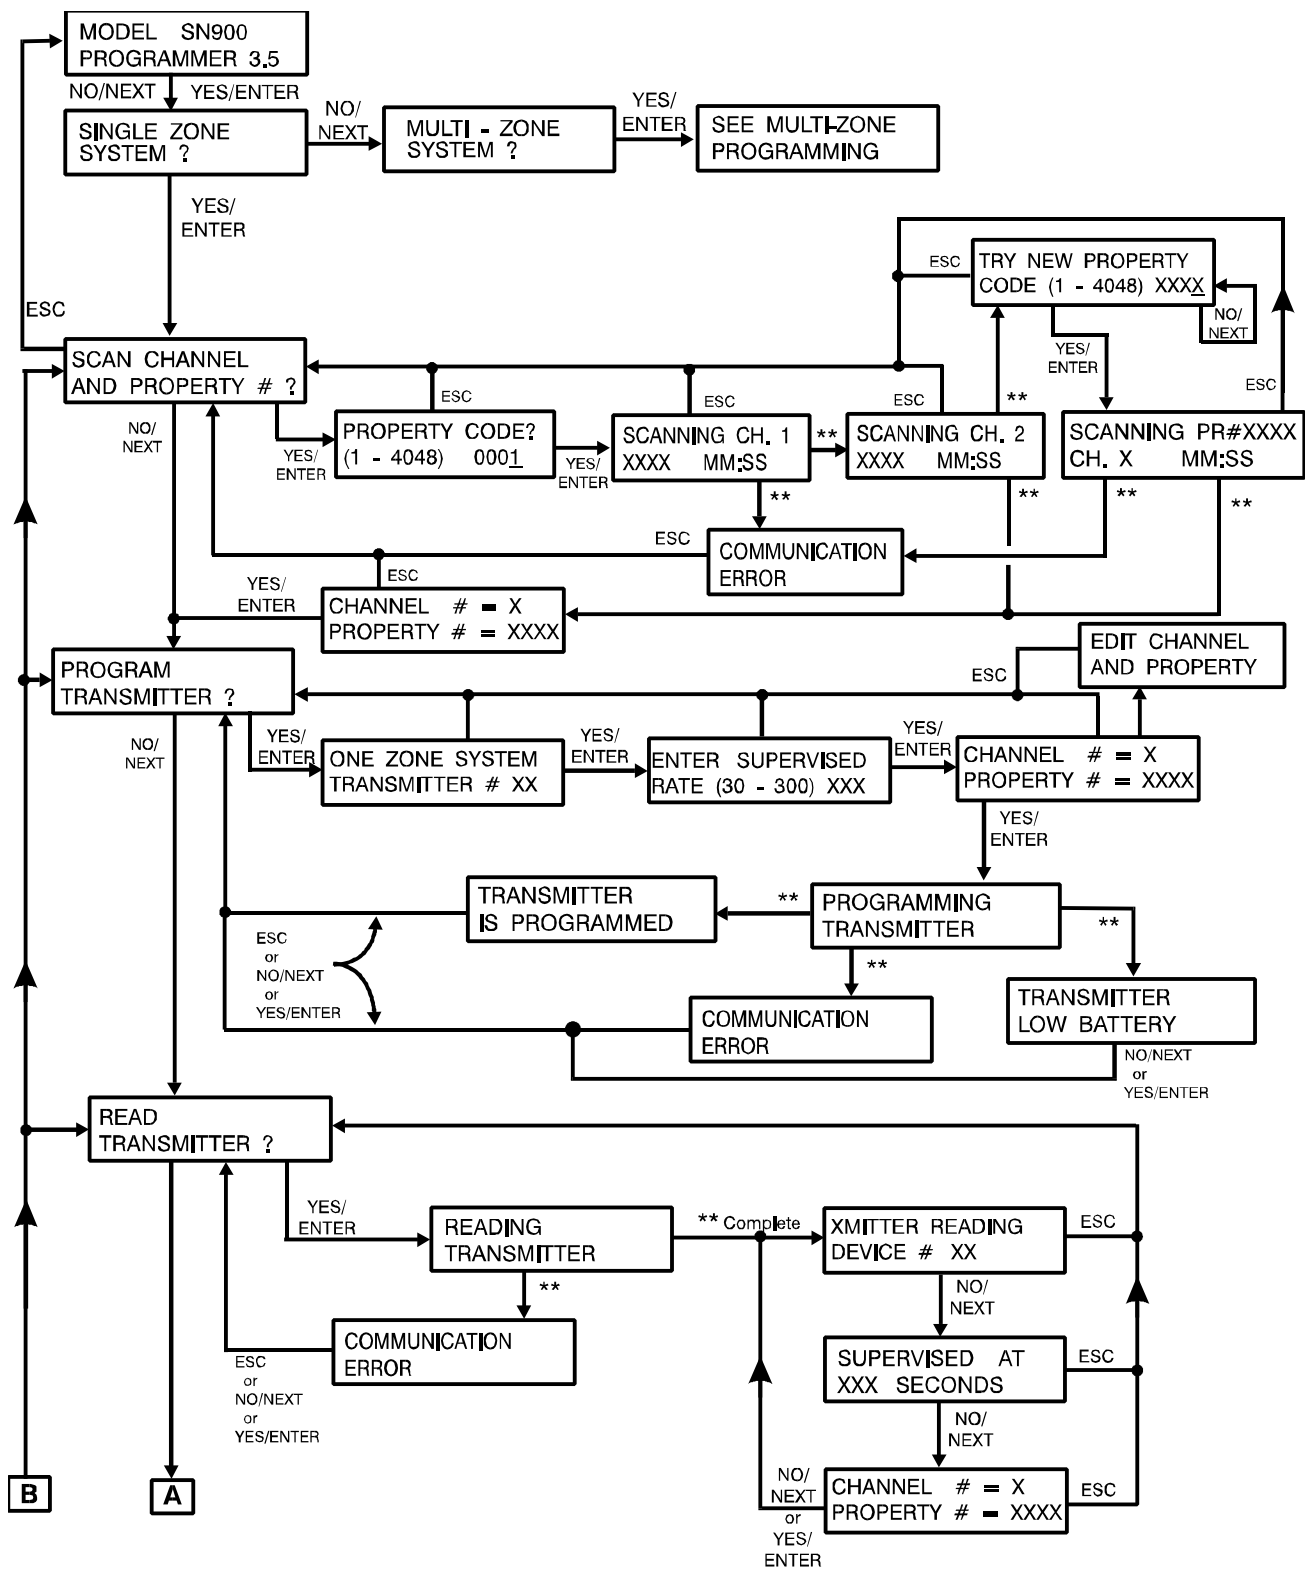 MODEL SN900
PROGRAMMER 3.5
NO/NEXT
YES/ENTER
SINGLE ZONE
SYSTEM ?
NO/
NEXT
MULTI - ZONE
SYSTEM ?
YES/
ENTER
SEE MULTI-ZONE
PROGRAMMING
YES/
ENTER
ESC
ESC
TRY NEW PROPERTY
CODE (1 - 4048) XXXX
NO/
NEXT
YES/
ENTER
ESC
SCAN CHANNEL
AND PROPERTY # ?
NO/
NEXT
YES/
ENTER
ESC
PROPERTY CODE?
(1 - 4048) 0001
YES/
ENTER
ESC
SCANNING CH. 1
XXXX MM:SS
**
**
ESC
**
SCANNING CH. 2
XXXX MM:SS
**
SCANNING PR#XXXX
CH. X MM:SS
**
**
ESC
COMMUNICATION
ERROR
YES/
ENTER
ESC
CHANNEL # = X
PROPERTY # = XXXX
EDIT CHANNEL
AND PROPERTY
ESC
PROGRAM
TRANSMITTER ?
NO/
NEXT
YES/
ENTER
ONE ZONE SYSTEM
TRANSMITTER # XX
YES/
ENTER
ENTER SUPERVISED
RATE (30 - 300) XXX
YES/
ENTER
CHANNEL # = X
PROPERTY # = XXXX
YES/
ENTER
TRANSMITTER
IS PROGRAMMED
**
PROGRAMMING
TRANSMITTER
**
**
ESC
or
NO/NEXT
or
YES/ENTER
COMMUNICATION
ERROR
TRANSMITTER
LOW BATTERY
NO/NEXT
or
YES/ENTER
READ
TRANSMITTER ?
YES/
ENTER
READING
TRANSMITTER
** Complete
**
XMITTER READING
DEVICE # XX
ESC
NO/
NEXT
COMMUNICATION
ERROR
ESC
or
NO/NEXT
or
YES/ENTER
SUPERVISED AT
XXX SECONDS
ESC
NO/
NEXT
NO/
NEXT
or
YES/
ENTER
CHANNEL # = X
PROPERTY # = XXXX
ESC
B
A